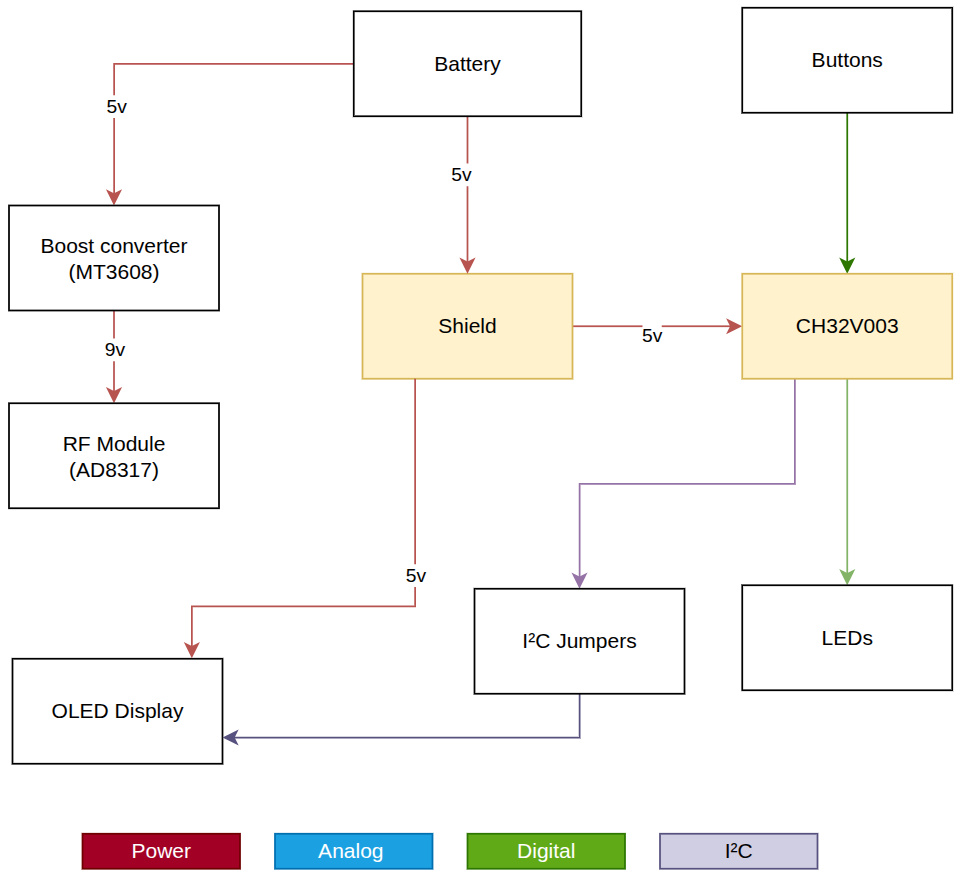 Battery
Buttons
5v
5v
Boost converter
(MT3608)
Shield
5v
CH32V003
9v
RF Module
(AD8317)
5v
I²C Jumpers
LEDs
OLED Display
Power
Analog
Digital
I²C